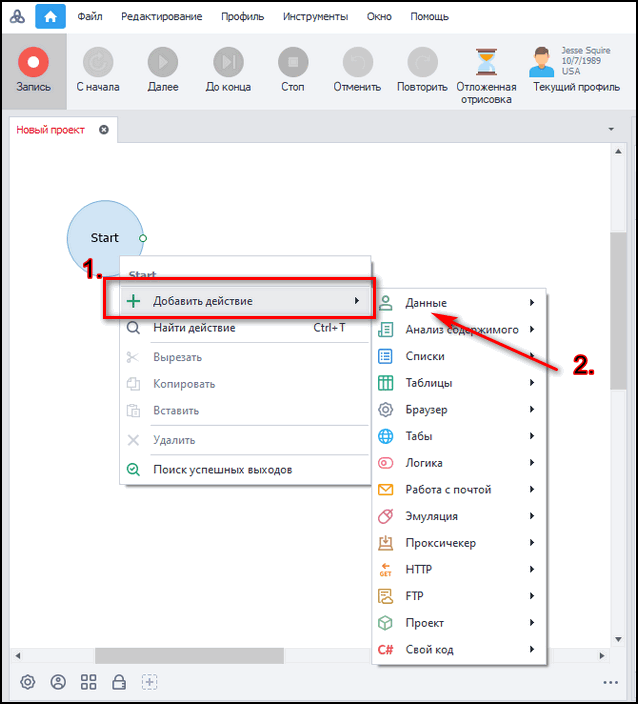 Файл Редактирование Профиль Инструменты Окно Помощь
Jesse Squire
10/7/1989
USA
Запись С начала Далее До конца Стоп Отменить Повторить Отложенная отрисовка Текущий профиль
Новый проект
Start
1.
Start
Добавить действие
Найти действие Ctrl+T
Вырезать
Копировать
Вставить
Удалить
Поиск успешных выходов
Данные
Анализ содержимого
Списки
2.
Таблицы
Браузер
Табы
Логика
Работа с почтой
Эмуляция
Проксичекер
GET
HTTP
FTP
Проект
C# Свой код